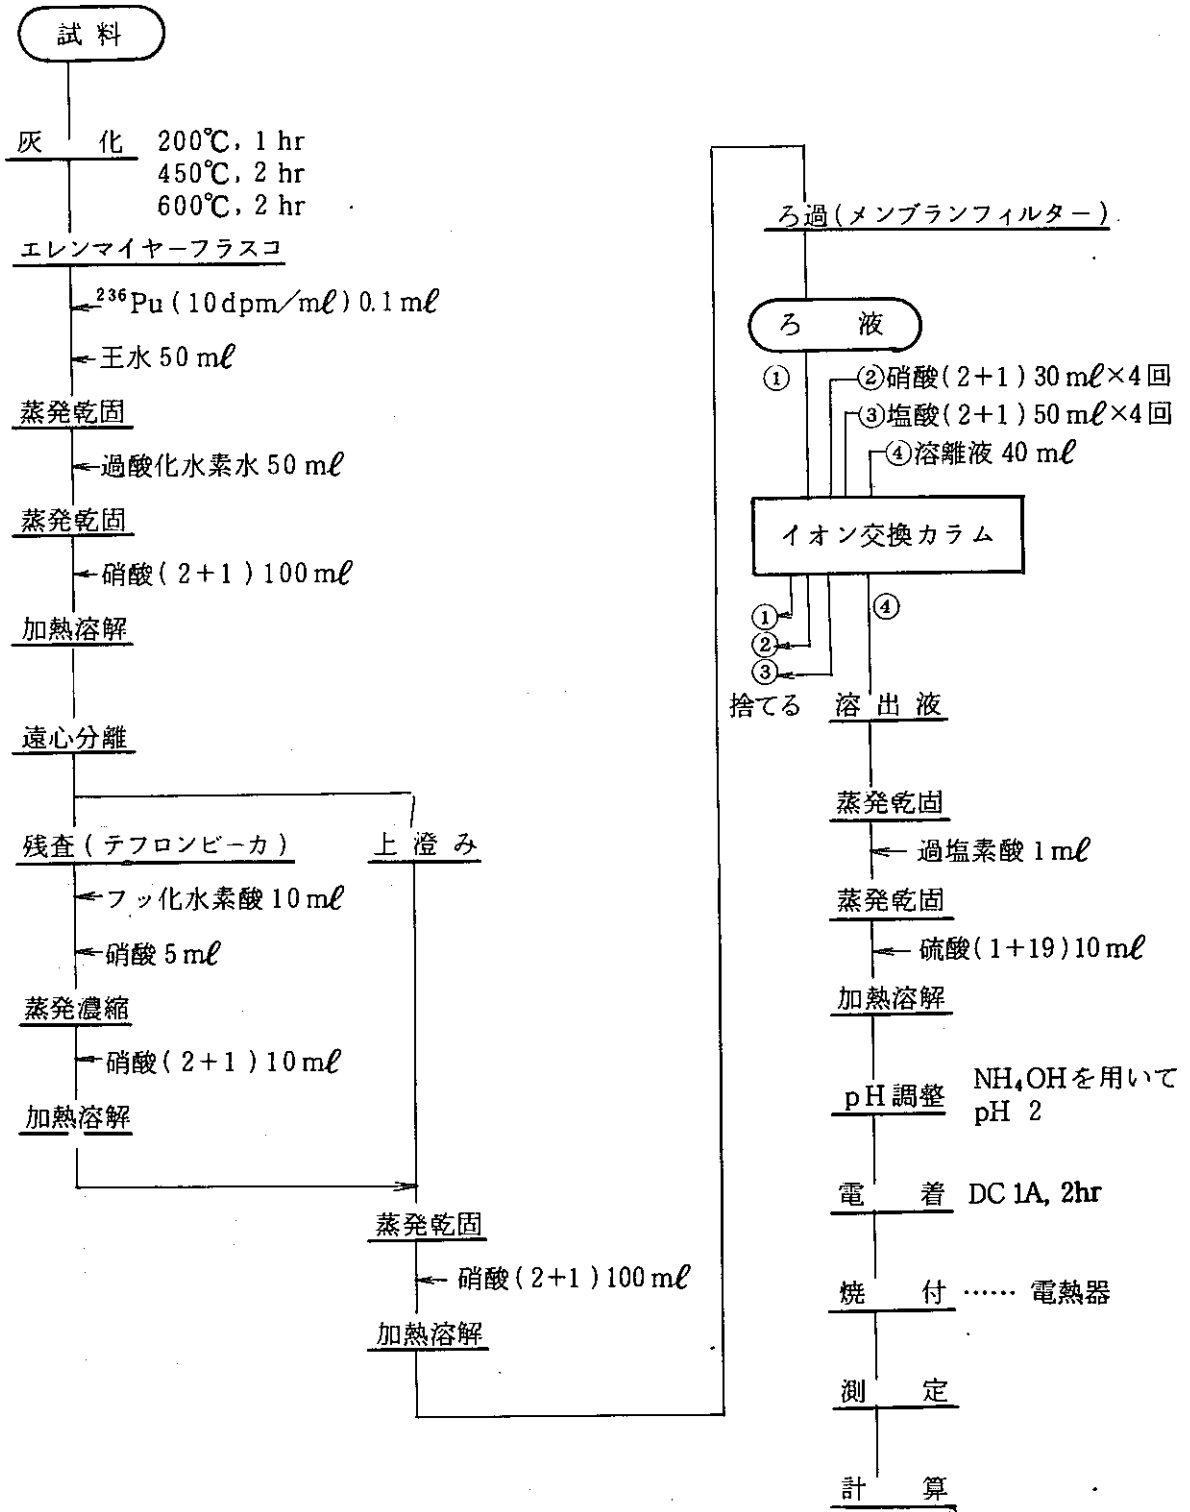 試料
灰　化　200℃, 1 hr
450℃, 2 hr
600℃, 2 hr
エレンマイヤーフラスコ
²³⁶Pu (10dpm/mℓ) 0.1 mℓ
王水 50 mℓ
蒸発乾固
過酸化水素水 50 mℓ
蒸発乾固
硝酸(2+1) 100 mℓ
加熱溶解
遠心分離
残査(テフロンビーカ)
上澄み
フッ化水素酸 10 mℓ
硝酸 5 mℓ
蒸発濃縮
硝酸(2+1) 10 mℓ
加熱溶解
蒸発乾固
硝酸(2+1) 100 mℓ
加熱溶解
ろ過(メンブランフィルター)
ろ　液
①
②硝酸(2+1) 30 mℓ×4回
③塩酸(2+1) 50 mℓ×4回
④溶離液 40 mℓ
イオン交換カラム
①
②
③
④
捨てる
溶出液
蒸発乾固
過塩素酸 1 mℓ
蒸発乾固
硫酸(1+19) 10 mℓ
加熱溶解
pH調整　NH₄OHを用いて
pH 2
電　着　DC 1A, 2hr
焼　付 …… 電熱器
測　定
計　算